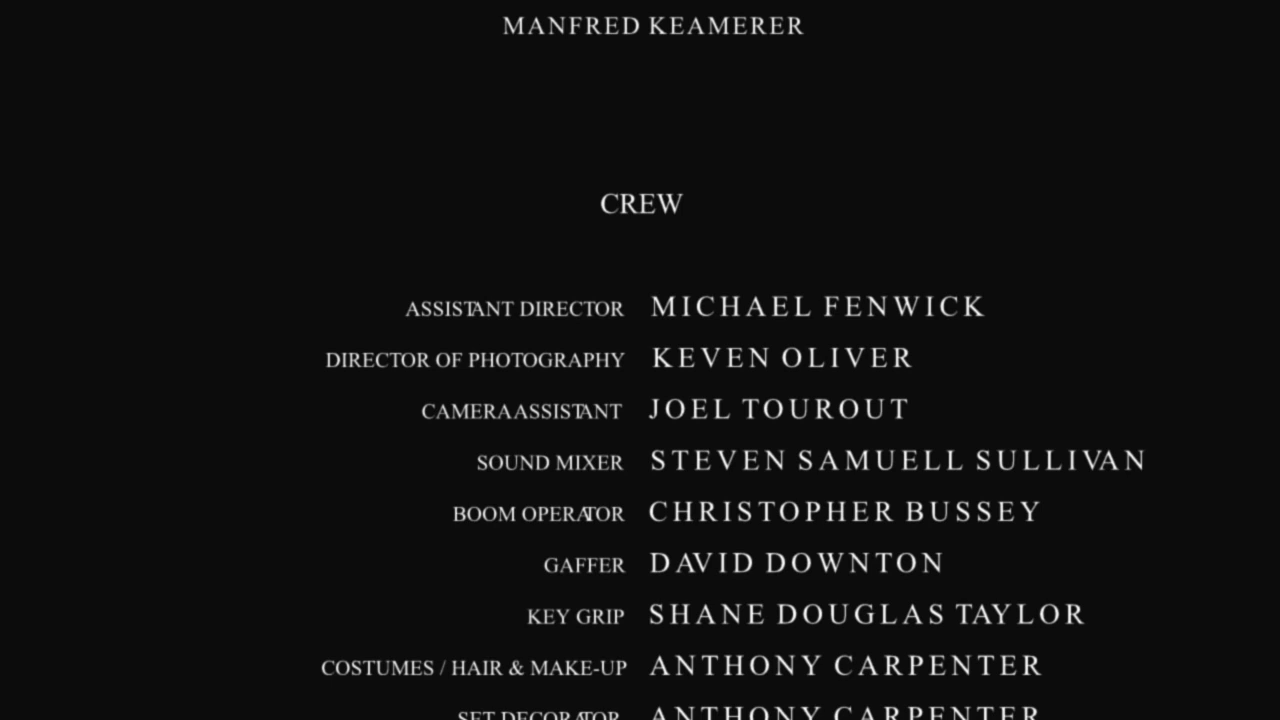 MANFRED KEAMERER
CREW
ASSISTANT DIRECTOR MICHAEL FENWICK
DIRECTOR OF PHOTOGRAPHY KEVEN OLIVER
CAMERA ASSISTANT JOEL TOUROUT
SOUND MIXER STEVEN SAMUELL SULLIVAN
BOOM OPERATOR CHRISTOPHER BUSSEY
GAFFER DAVID DOWNTON
KEY GRIP SHANE DOUGLAS TAYLOR
COSTUMES / HAIR & MAKE-UP ANTHONY CARPENTER
SET DECORATOR ANTHONY CARPENTER